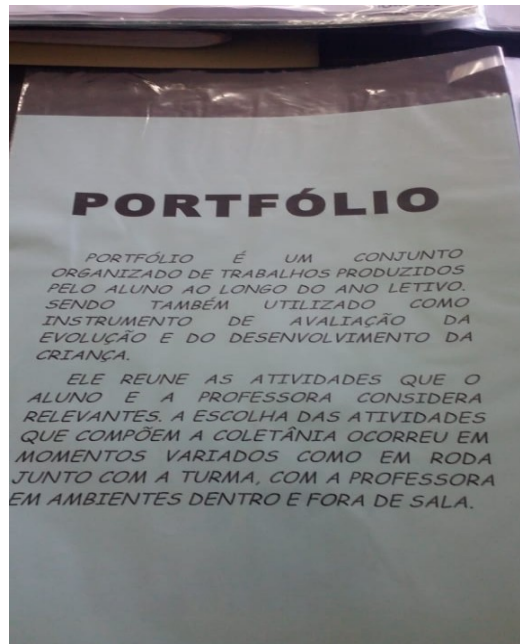 PORTFÓLIO
PORTFÓLIO É UM CONJUNTO
ORGANIZADO DE TRABALHOS PRODUZIDOS
PELO ALUNO AO LONGO DO ANO LETIVO.
SENDO TAMBÉM UTILIZADO COMO
INSTRUMENTO DE AVALIAÇÃO DA
EVOLUÇÃO E DO DESENVOLVIMENTO DA
CRIANÇA.
ELE REUNE AS ATIVIDADES QUE O
ALUNO E A PROFESSORA CONSIDERA
RELEVANTES. A ESCOLHA DAS ATIVIDADES
QUE COMPÕEM A COLETÂNIA OCORREU EM
MOMENTOS VARIADOS COMO EM RODA
JUNTO COM A TURMA, COM A PROFESSORA
EM AMBIENTES DENTRO E FORA DE SALA.